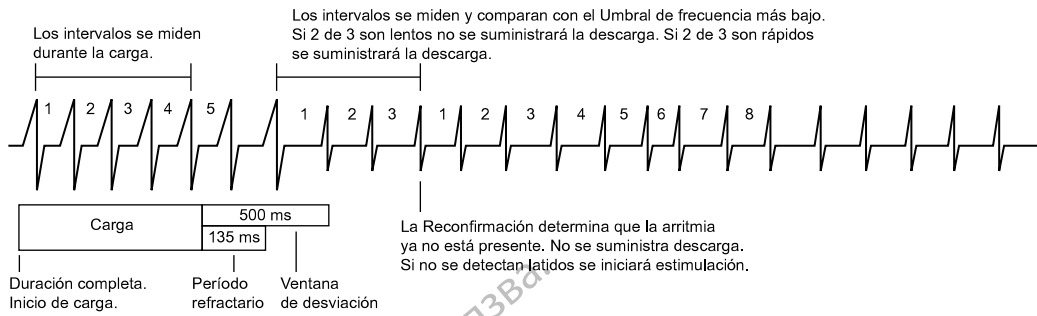 Los intervalos se miden
durante la carga.
Los intervalos se miden y comparan con el Umbral de frecuencia más bajo.
Si 2 de 3 son lentos no se suministrará la descarga. Si 2 de 3 son rápidos
se suministrará la descarga.
1 2 3 4 5 1 2 3 1 2 3 4 5 6 7 8
Carga
500 ms
135 ms
Duración completa.
Inicio de carga.
Período
refractario
Ventana
de desviación
La Reconfirmación determina que la arritmia
ya no está presente. No se suministra descarga.
Si no se detectan latidos se iniciará estimulación.